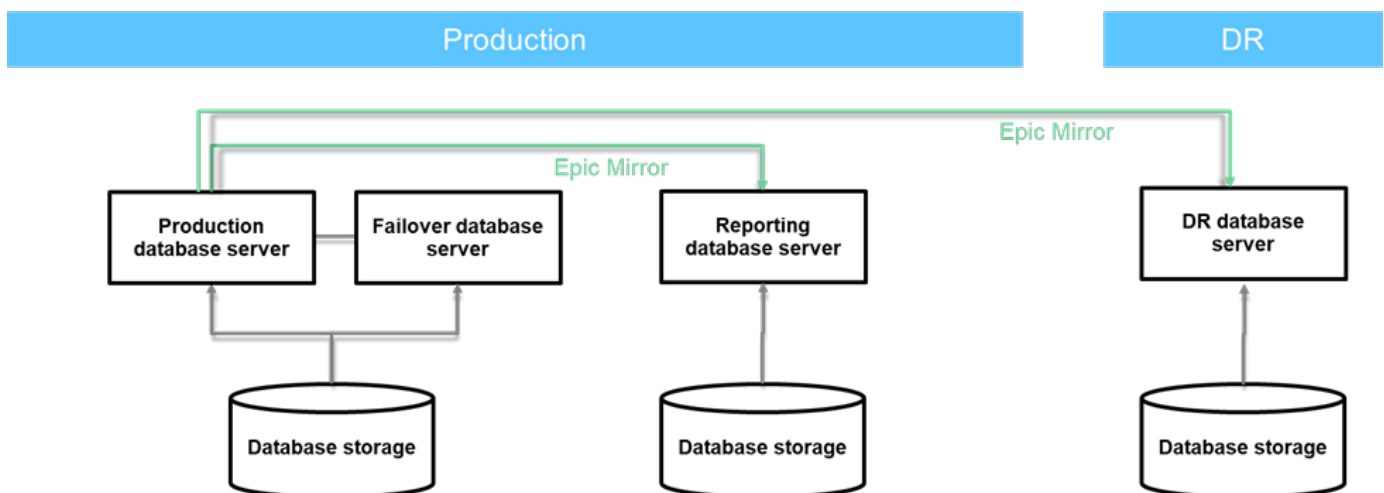 Production
DR
Epic Mirror
Epic Mirror
Production
database server
Failover database
server
Reporting
database server
DR database
server
Database storage
Database storage
Database storage